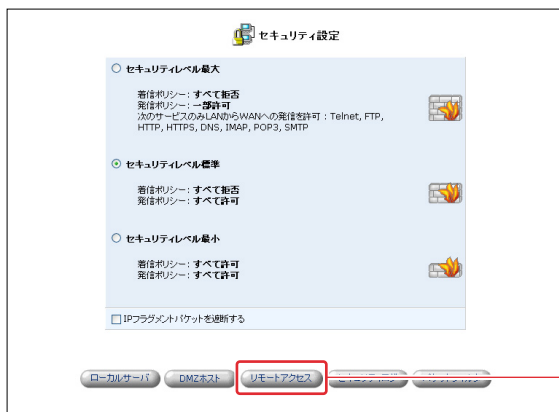 セキュリティ設定
セキュリティレベル最大
着信ポリシー：すべて拒否
発信ポリシー：一部許可
次のサービスのみLANからWANへの発信を許可：Telnet, FTP,
HTTP, HTTPS, DNS, IMAP, POP3, SMTP
セキュリティレベル標準
着信ポリシー：すべて拒否
発信ポリシー：すべて許可
セキュリティレベル最小
着信ポリシー：すべて許可
発信ポリシー：すべて許可
IPフラグメントパケットを遮断する
ローカルサーバ DMZホスト リモートアクセス